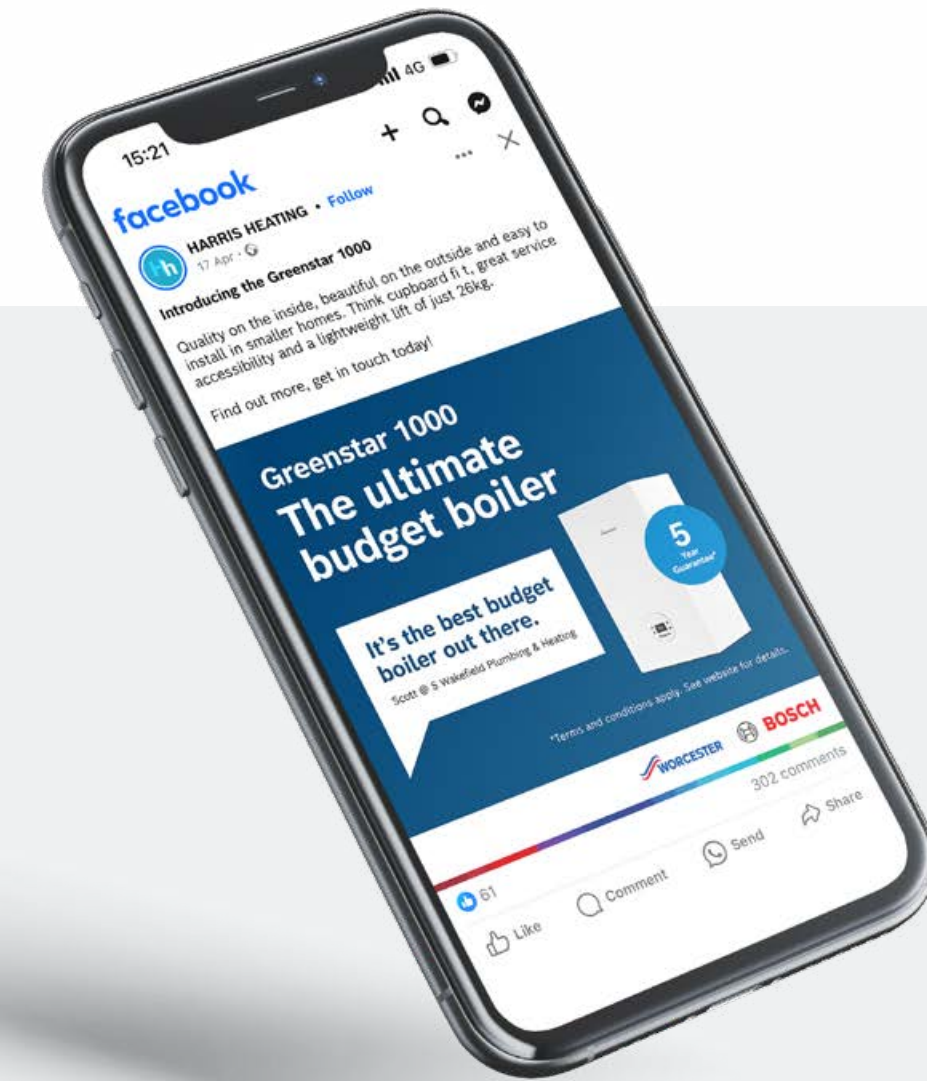 15:21
4G
facebook
HARRIS HEATING • Follow
17 Apr •
Introducing the Greenstar 1000
Quality on the inside, beautiful on the outside and easy to
install in smaller homes. Think cupboard fi t, great service
accessibility and a lightweight lift of just 26kg.
Find out more, get in touch today!
Greenstar 1000
The ultimate
budget boiler
5
Year
Guarantee*
It's the best budget
boiler out there.
Scott @ S Wakefield Plumbing & Heating
*Terms and conditions apply. See website for details.
WORCESTER
BOSCH
61
302 comments
Like
Comment
Send
Share